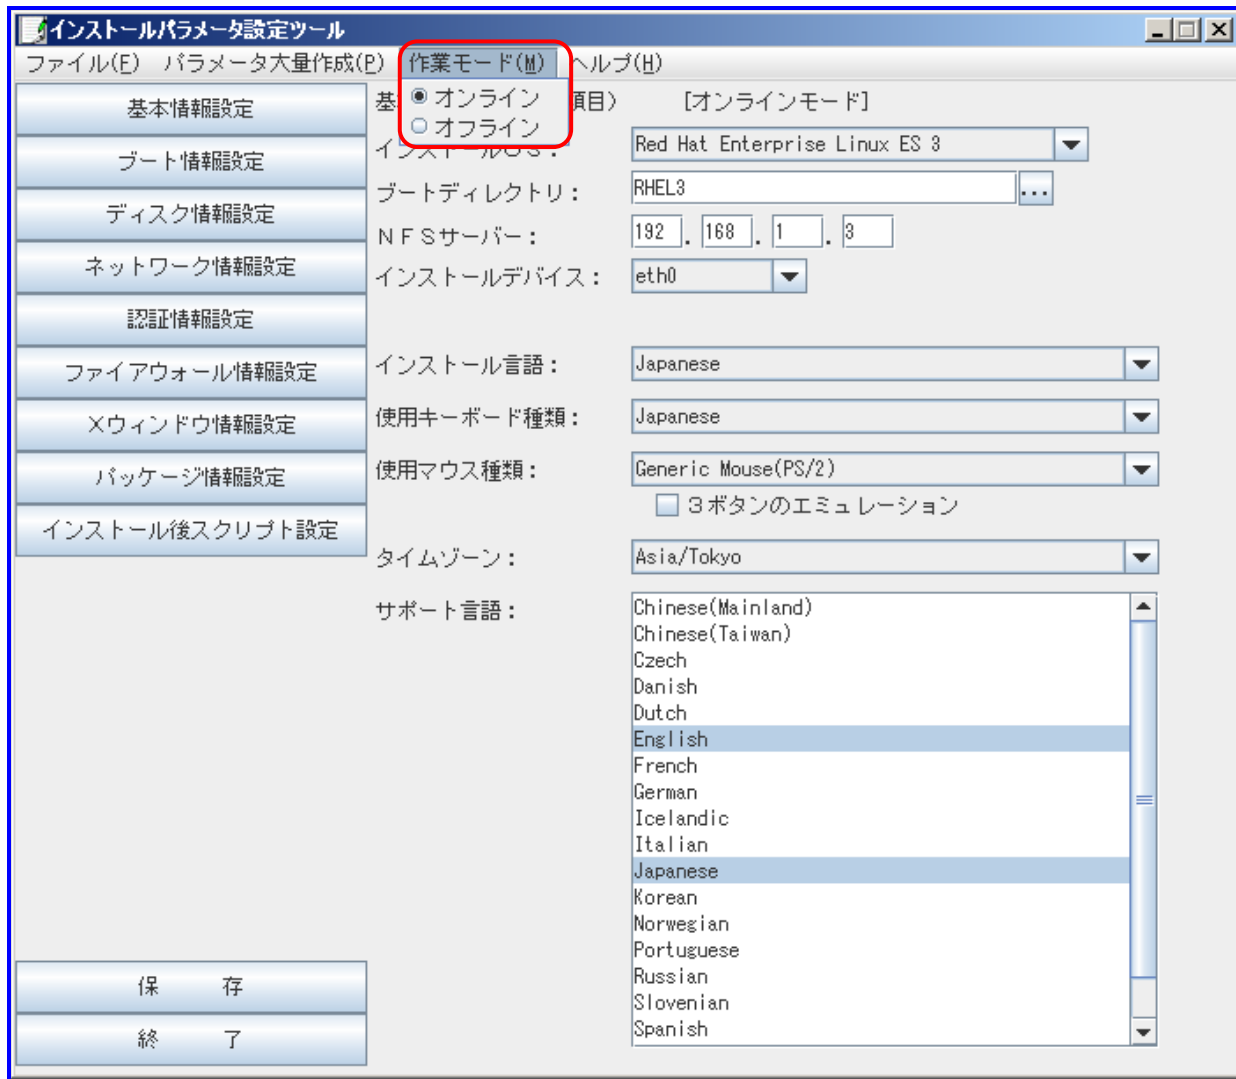 インストールパラメータ設定ツール
ファイル(F) パラメータ大量作成(P) 作業モード(M) ヘルプ(H)
オンライン
オフライン
基本情報設定
ブート情報設定
ディスク情報設定
ネットワーク情報設定
認証情報設定
ファイアウォール情報設定
Xウィンドウ情報設定
パッケージ情報設定
インストール後スクリプト設定
保 存
終 了
基 項目) [オンラインモード]
インストールOS: Red Hat Enterprise Linux ES 3
ブートディレクトリ: RHEL3 ...
NFSサーバー: 192 . 168 . 1 . 3
インストールデバイス: eth0
インストール言語: Japanese
使用キーボード種類: Japanese
使用マウス種類: Generic Mouse(PS/2)
3ボタンのエミュレーション
タイムゾーン: Asia/Tokyo
サポート言語:
Chinese(Mainland)
Chinese(Taiwan)
Czech
Danish
Dutch
English
French
German
Icelandic
Italian
Japanese
Korean
Norwegian
Portuguese
Russian
Slovenian
Spanish